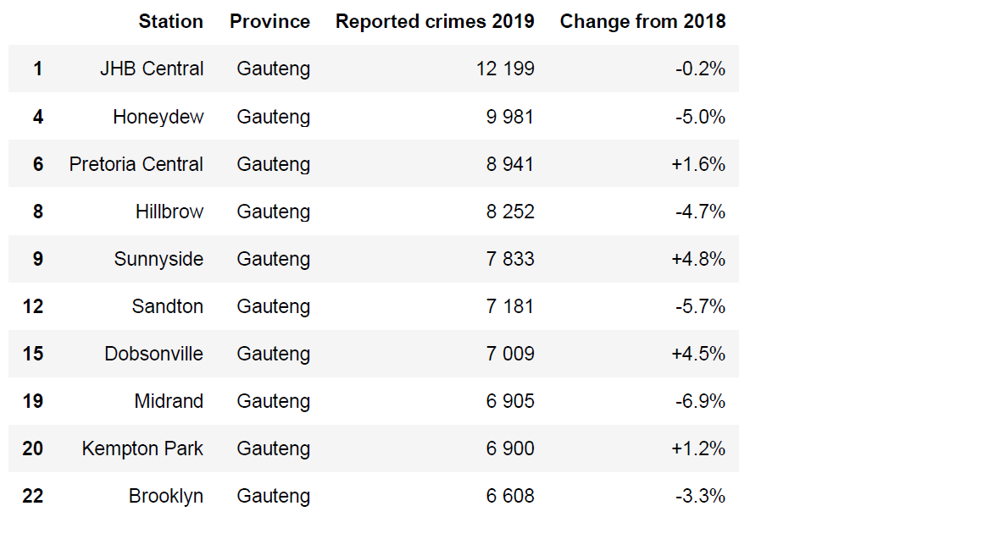 Station Province Reported crimes 2019 Change from 2018
1 JHB Central Gauteng 12 199 -0.2%
4 Honeydew Gauteng 9 981 -5.0%
6 Pretoria Central Gauteng 8 941 +1.6%
8 Hillbrow Gauteng 8 252 -4.7%
9 Sunnyside Gauteng 7 833 +4.8%
12 Sandton Gauteng 7 181 -5.7%
15 Dobsonville Gauteng 7 009 +4.5%
19 Midrand Gauteng 6 905 -6.9%
20 Kempton Park Gauteng 6 900 +1.2%
22 Brooklyn Gauteng 6 608 -3.3%